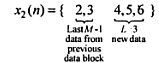 x₂(n) = { 2,3 4,5,6 }
Last M-1 L-3
data from new data
previous
data block